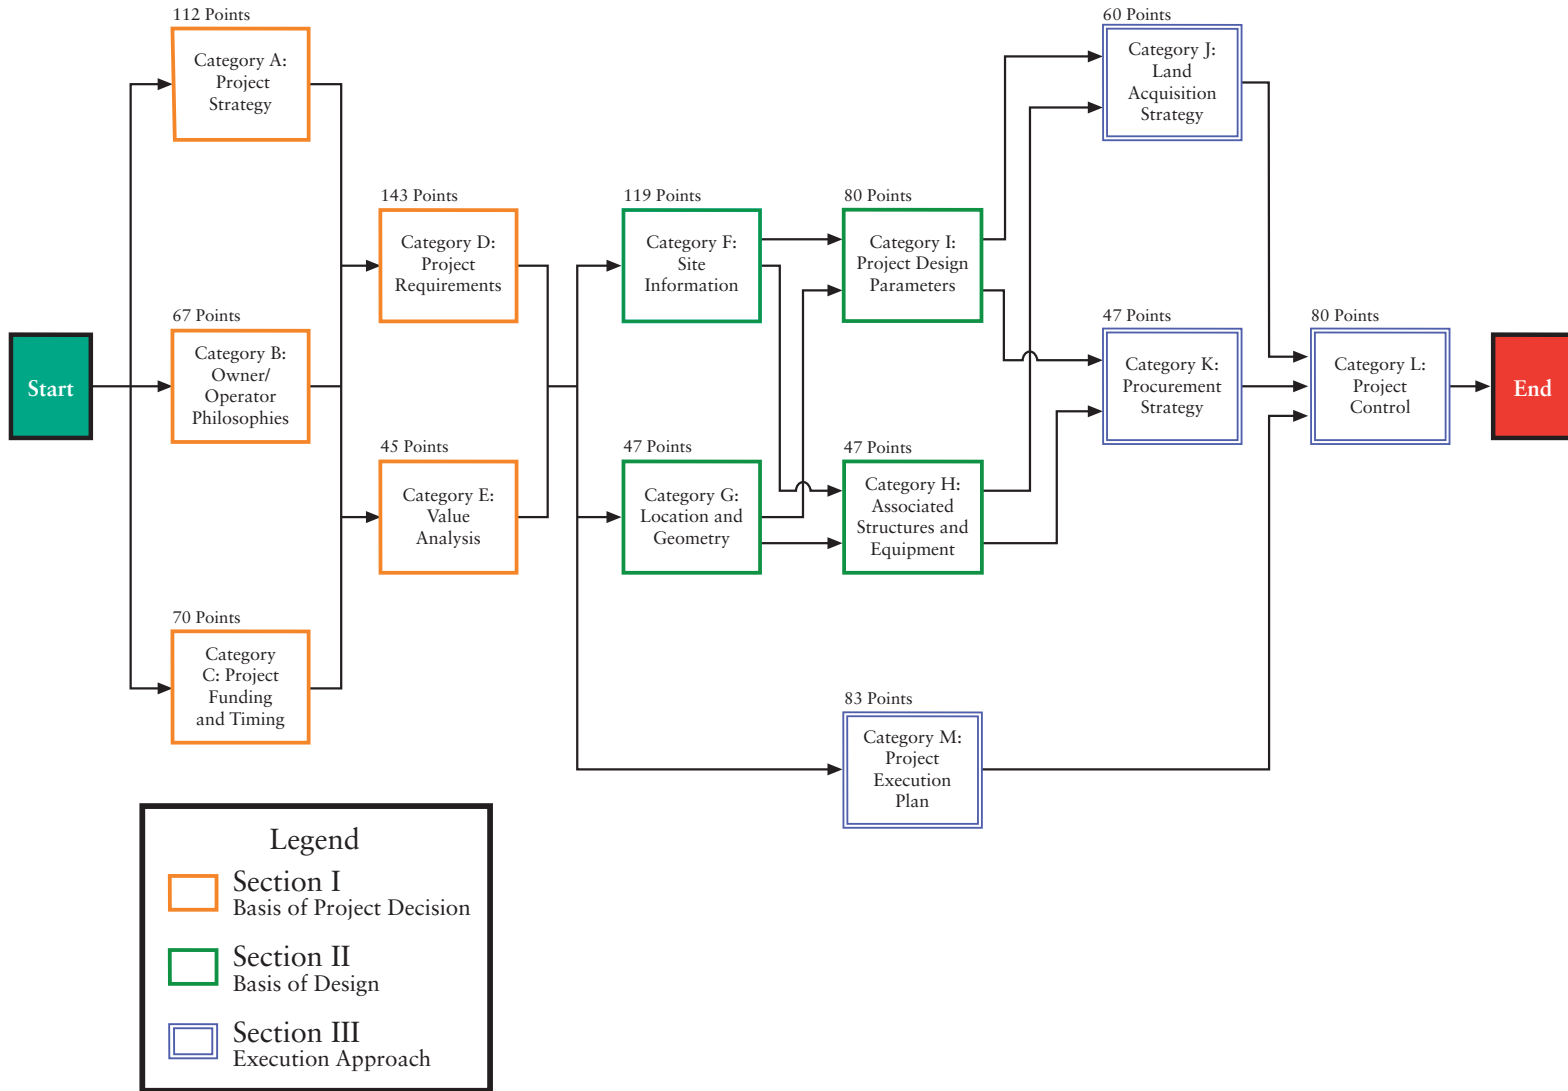 112 Points
Category A:
Project
Strategy
67 Points
Category B:
Owner/
Operator
Philosophies
70 Points
Category
C: Project
Funding
and Timing
Start
143 Points
Category D:
Project
Requirements
45 Points
Category E:
Value
Analysis
119 Points
Category F:
Site
Information
47 Points
Category G:
Location and
Geometry
80 Points
Category I:
Project Design
Parameters
47 Points
Category H:
Associated
Structures and
Equipment
83 Points
Category M:
Project
Execution
Plan
60 Points
Category J:
Land
Acquisition
Strategy
47 Points
Category K:
Procurement
Strategy
80 Points
Category L:
Project
Control
End
Legend
Section I
Basis of Project Decision
Section II
Basis of Design
Section III
Execution Approach